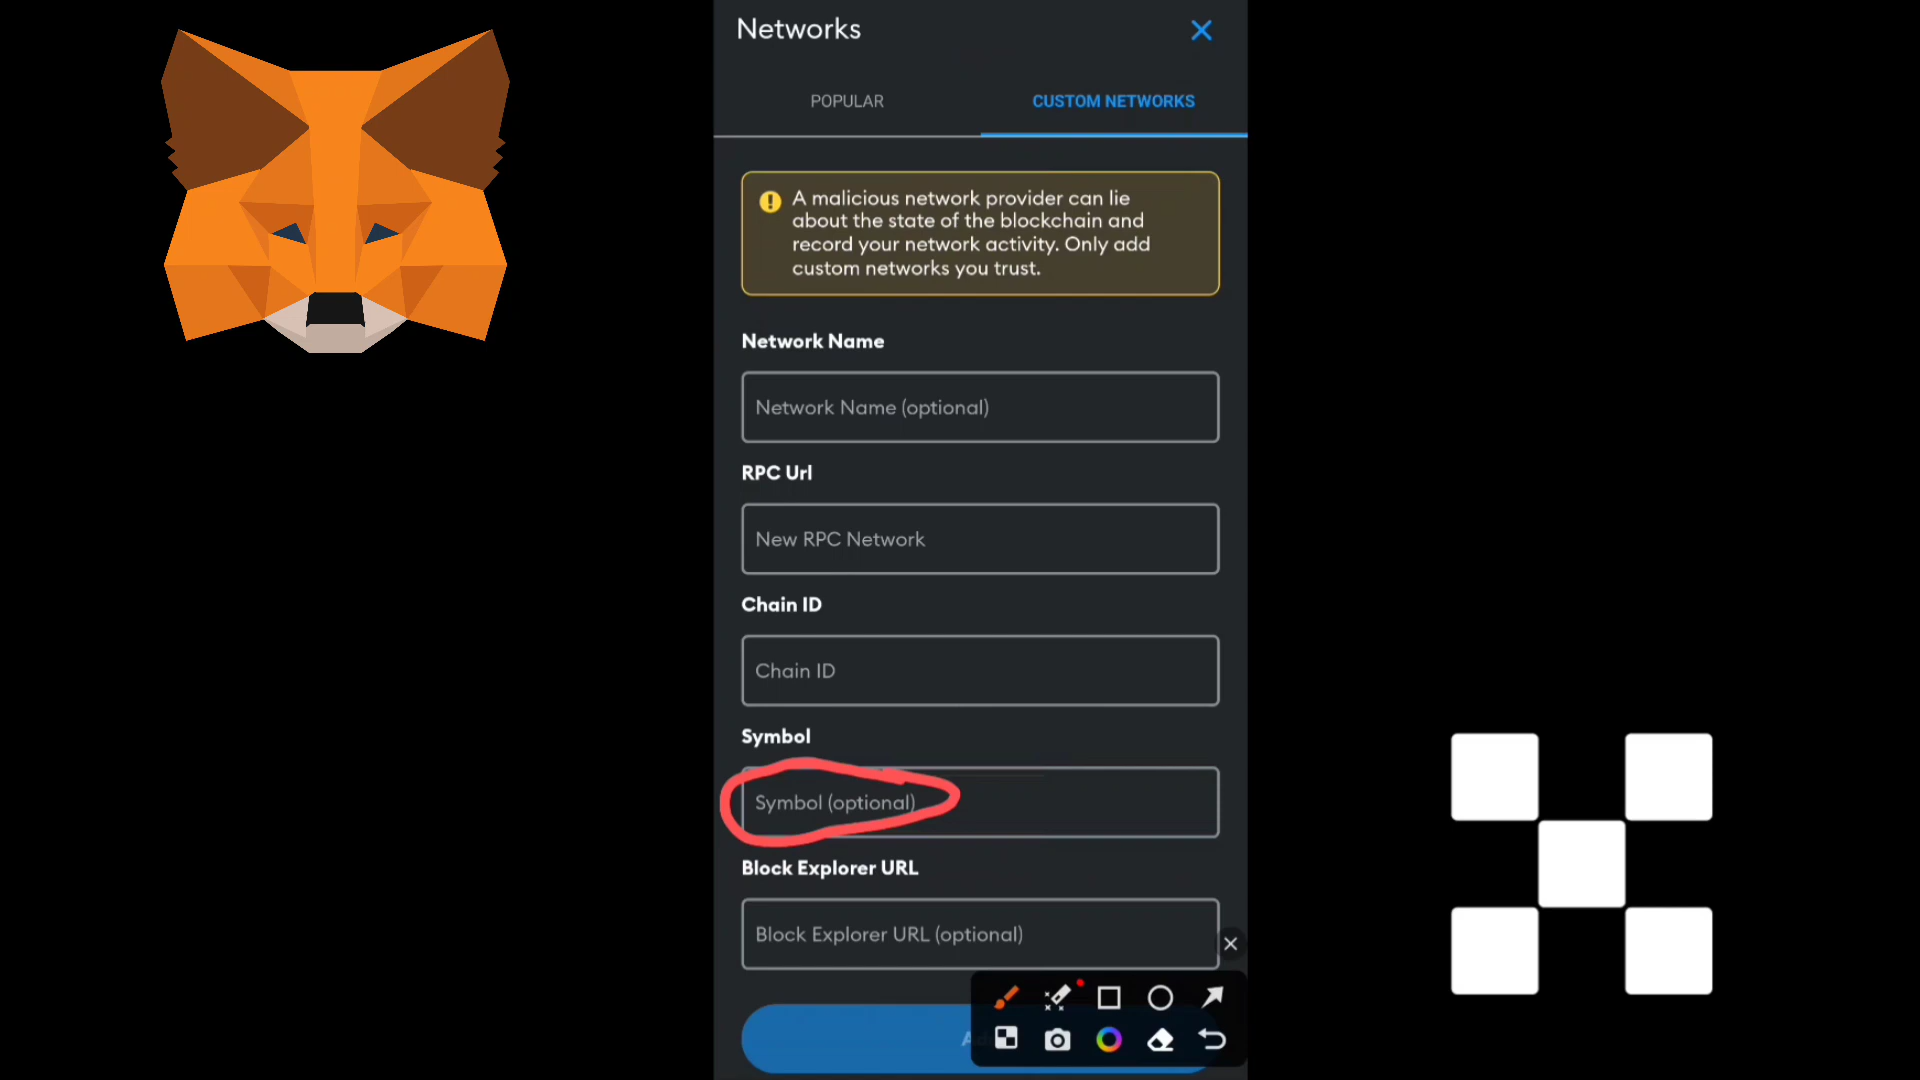 Networks
POPULAR
CUSTOM NETWORKS
A malicious network provider can lie
about the state of the blockchain and
record your network activity. Only add
custom networks you trust.
Network Name
Network Name (optional)
RPC Url
New RPC Network
Chain ID
Chain ID
Symbol
Symbol (optional)
Block Explorer URL
Block Explorer URL (optional)